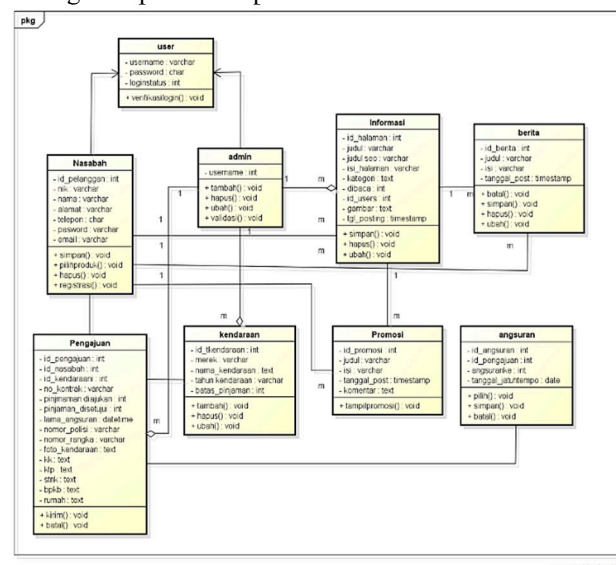 pkg
user
- username : varchar
- password : char
- loginstatus : int
+ verifikasilogin() : void
Nasabah
- id_pelanggan : int
- nik : varchar
- nama : varchar
- alamat : varchar
- telepon : char
- pasword : varchar
- email : varchar
+ simpan() : void
+ pilihproduk() : void
+ hapus() : void
+ registrasi() : void
admin
- username : int
+ tambah() : void
+ hapus() : void
+ ubah() : void
+ validasi() : void
Informasi
- id_halaman : int
- judul : varchar
- judul seo : varchar
- isi_halaman : varchar
- kategori : text
- dibaca : int
- id_users : int
- gambar : text
- tgl_posting : timestamp
+ simpan() : void
+ hapus() : void
+ ubah() : void
berita
- id_berita : int
- judul : varchar
- isi : varchar
- tanggal_post : timestamp
+ batal() : void
+ simpan() : void
+ hapus() : void
+ ubah() : void
1
m
1
m
1
1
1
m
1
m
1
m
1
m
m
m
m
Pengajuan
- id_pengajuan : int
- id_nasabah : int
- id_kendaraani : int
- no_kontrak : varchar
- pinjmaman diajukan : int
- pinjaman_disetujui : int
- lama_angsuran : datetime
- nomor_polisi : varchar
- nomor_rangka : varchar
- foto_kendaraan : text
- kk : text
- ktp : text
- stnk : text
- bpkb : text
- rumah : text
+ kirim() : void
+ batal() : void
kendaraan
- id_tkendaraan : int
- merek : varchar
- nama_kendaraan : text
- tahun kendaraan : varchar
- batas_pinjaman : int
+ tambah() : void
+ hapus() : void
+ ubah() : void
Promosi
- id_promosi : int
- judul : varchar
- isi : varchar
- tanggal_post : timestamp
- komentar : text
+ tampilpromosi() : void
angsuran
- id_angsuran : int
- id_pengajuan : int
- angsuranke : int
- tanggal_jatuhtempo : date
+ pilih() : void
+ simpan() : void
+ batal() : void